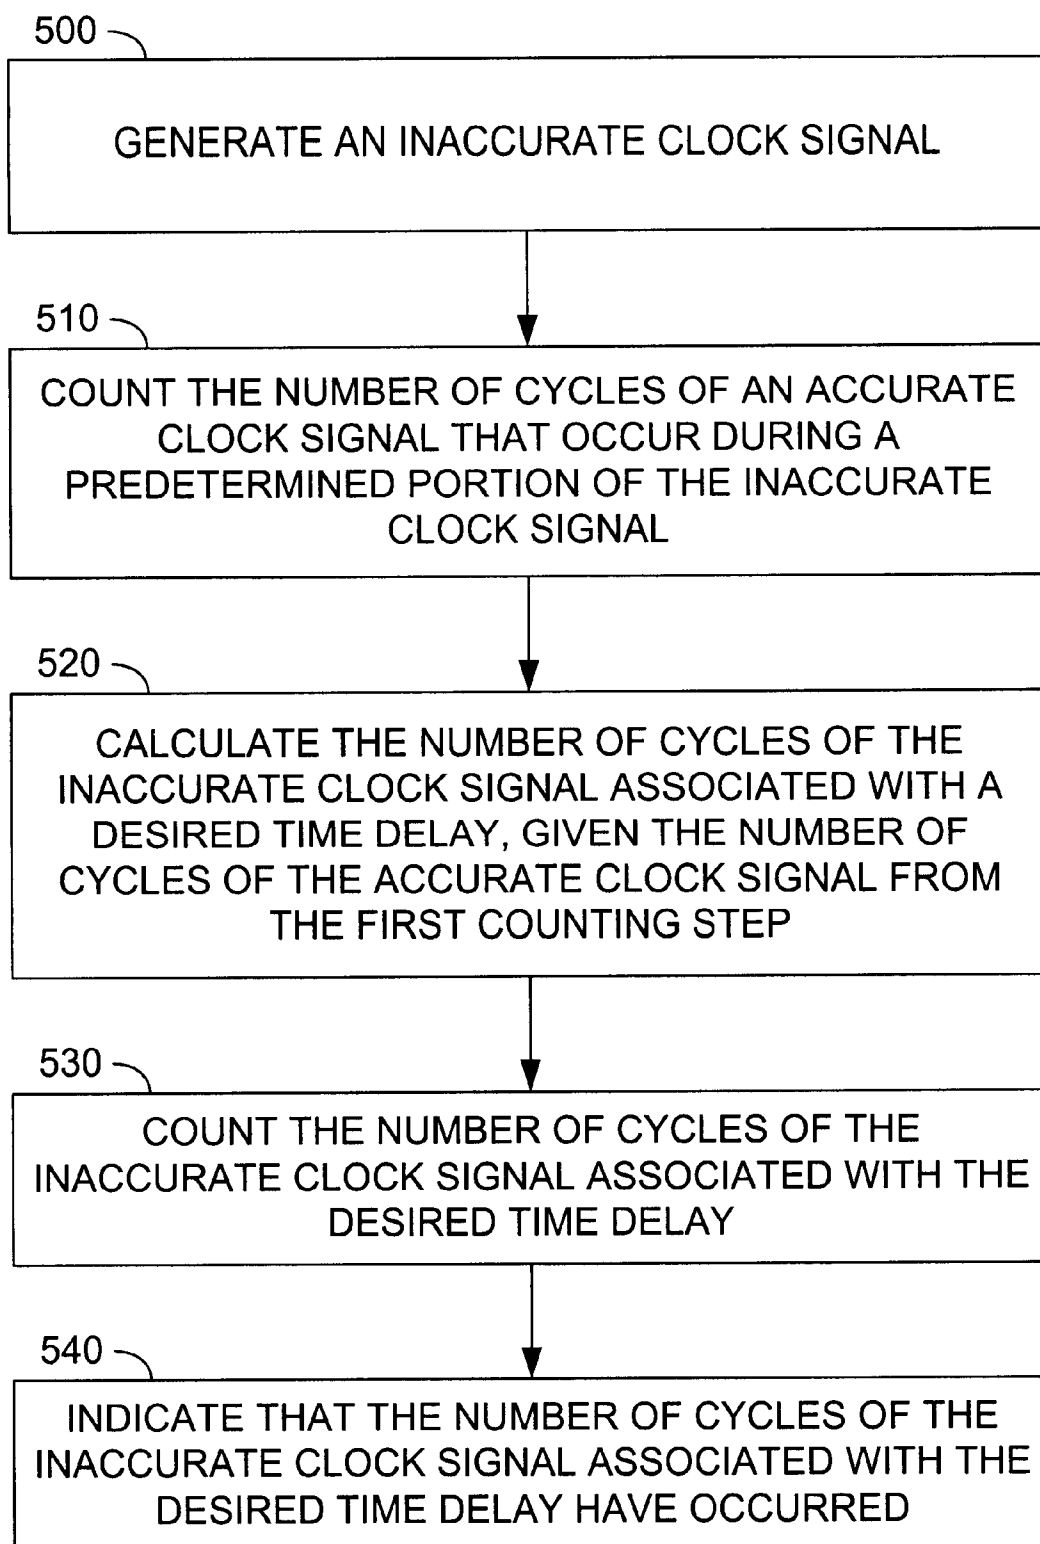 500
GENERATE AN INACCURATE CLOCK SIGNAL
510
COUNT THE NUMBER OF CYCLES OF AN ACCURATE
CLOCK SIGNAL THAT OCCUR DURING A
PREDETERMINED PORTION OF THE INACCURATE
CLOCK SIGNAL
520
CALCULATE THE NUMBER OF CYCLES OF THE
INACCURATE CLOCK SIGNAL ASSOCIATED WITH A
DESIRED TIME DELAY, GIVEN THE NUMBER OF
CYCLES OF THE ACCURATE CLOCK SIGNAL FROM
THE FIRST COUNTING STEP
530
COUNT THE NUMBER OF CYCLES OF THE
INACCURATE CLOCK SIGNAL ASSOCIATED WITH THE
DESIRED TIME DELAY
540
INDICATE THAT THE NUMBER OF CYCLES OF THE
INACCURATE CLOCK SIGNAL ASSOCIATED WITH THE
DESIRED TIME DELAY HAVE OCCURRED